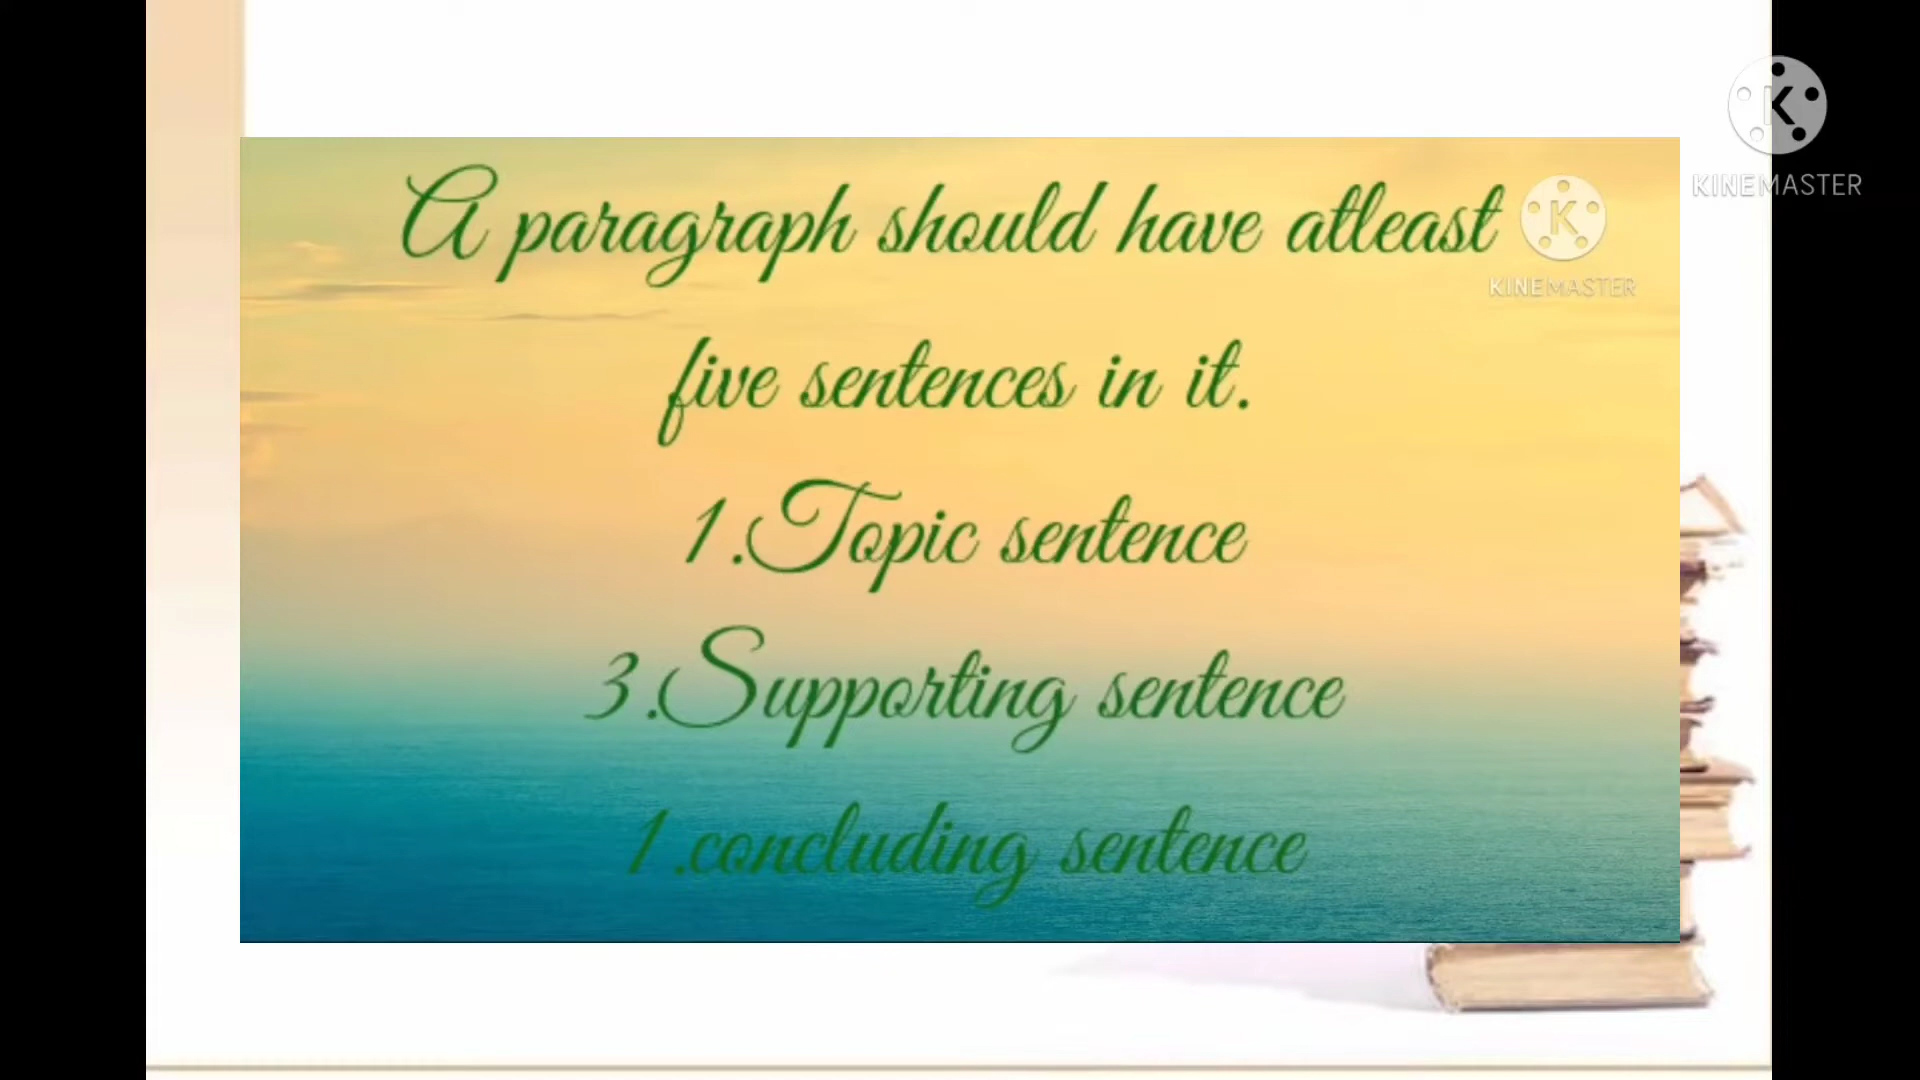 KINEMASTER
A paragraph should have atleast
KINEMASTER
five sentences in it.
1.Topic sentence
3.Supporting sentence
1.concluding sentence